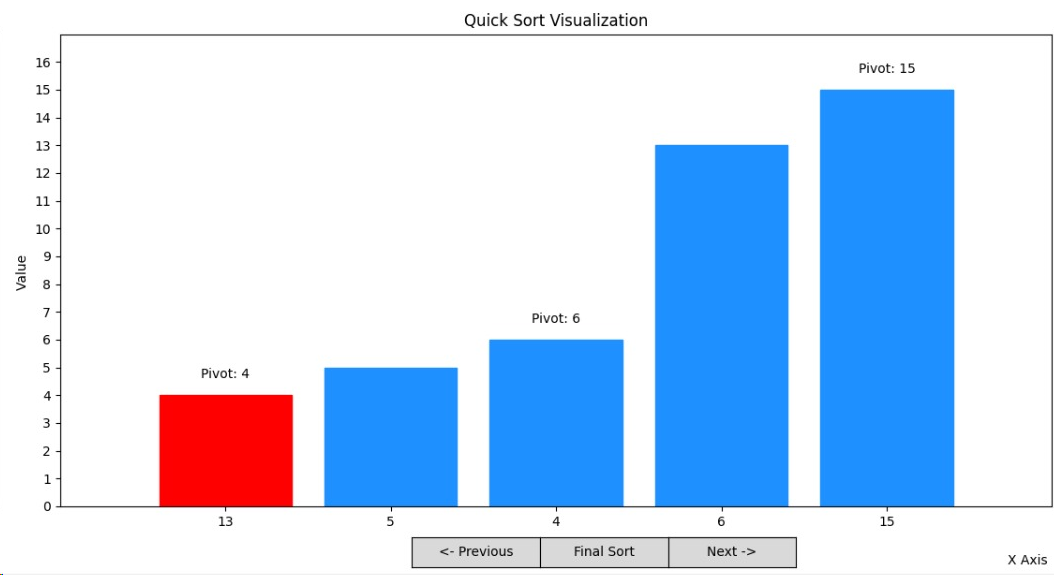 Quick Sort Visualization
16
15
14
13
12
11
10
9
8
7
6
5
4
3
2
1
0
Value
Pivot: 15
Pivot: 6
Pivot: 4
13 5 4 6 15
<- Previous Final Sort Next ->
X Axis